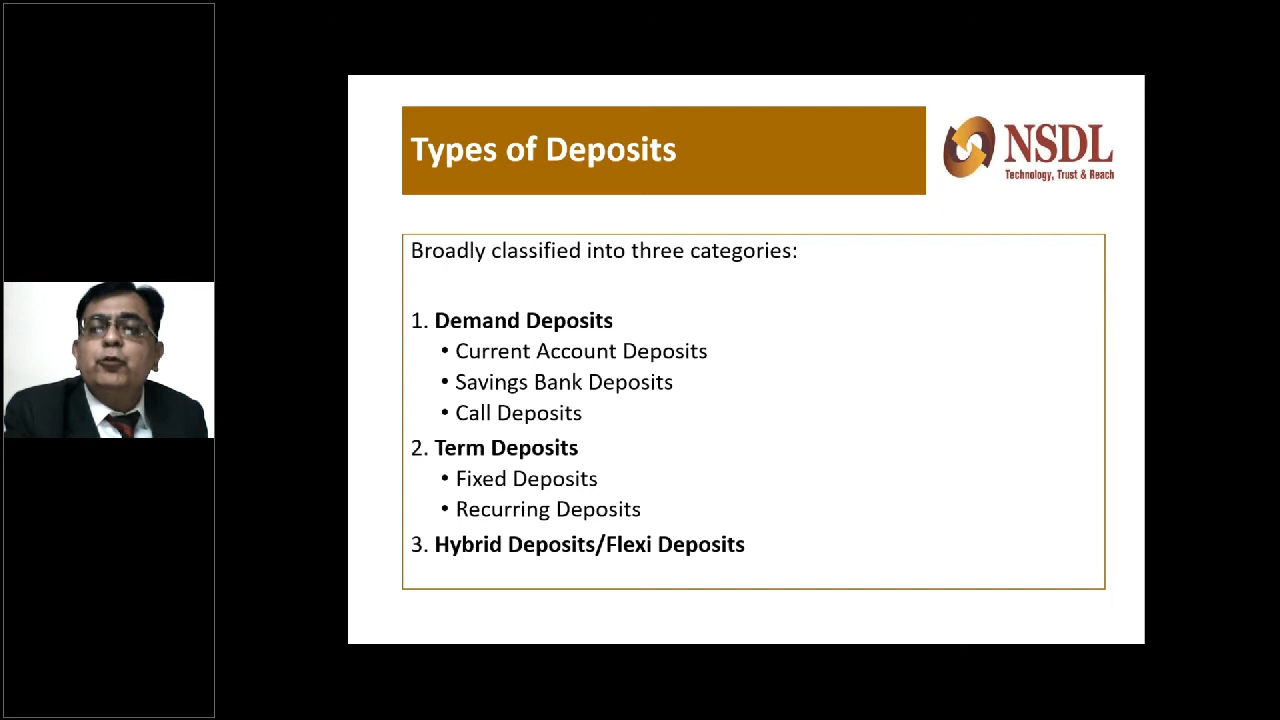 Types of Deposits
NSDL
Technology, Trust & Reach
Broadly classified into three categories:
1. Demand Deposits
• Current Account Deposits
• Savings Bank Deposits
• Call Deposits
2. Term Deposits
• Fixed Deposits
• Recurring Deposits
3. Hybrid Deposits/Flexi Deposits